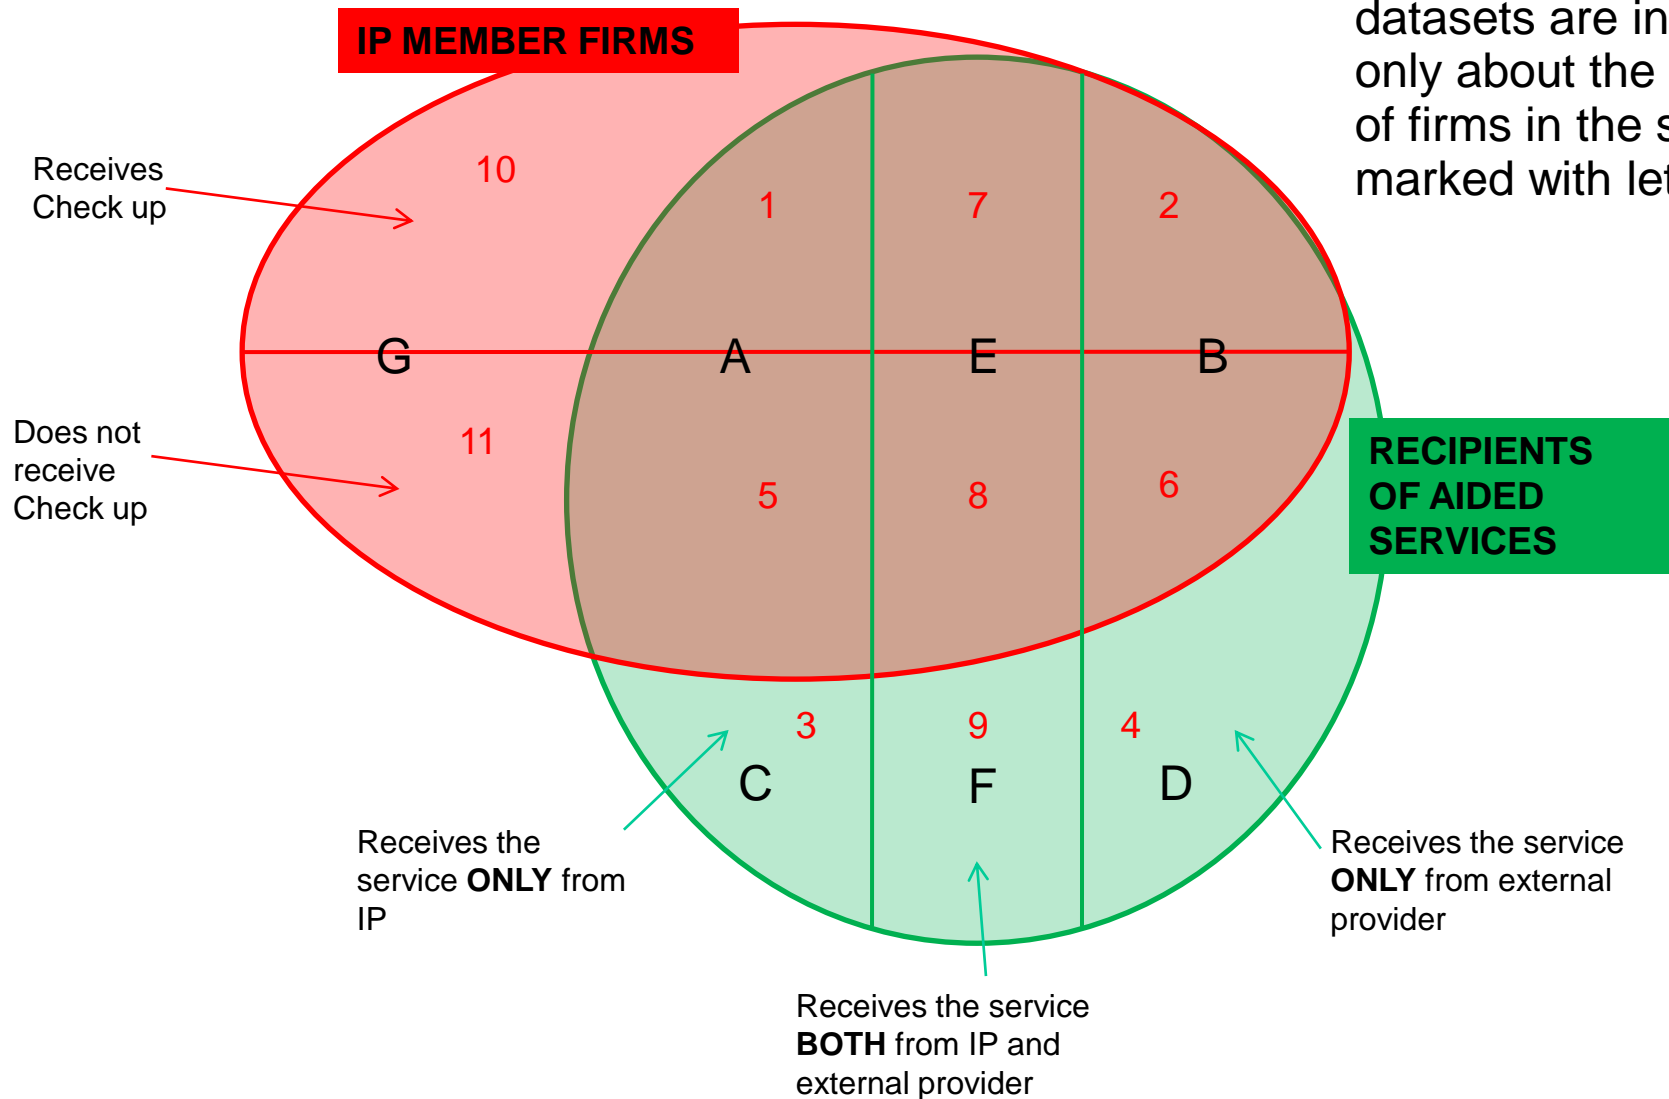 IP MEMBER FIRMS
datasets are in
only about the
of firms in the
marked with
Receives
Check up
10
1
7
2
G
A
E
B
Does not
receive
Check up
11
5
8
6
RECIPIENTS
OF AIDED
SERVICES
3
9
4
C
F
D
Receives the
service ONLY from
IP
Receives the service
ONLY from external
provider
Receives the service
BOTH from IP and
external provider